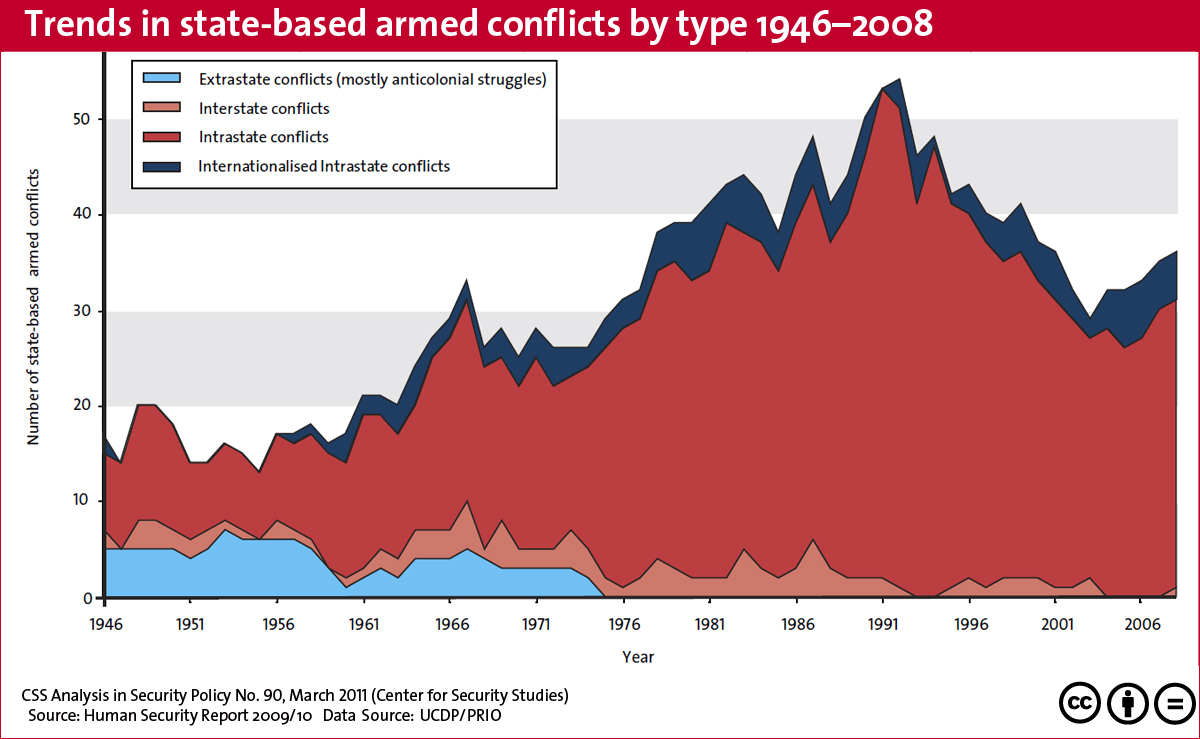 Trends in state-based armed conflicts by type 1946–2008
Extrastate conflicts (mostly anticolonial struggles)
Interstate conflicts
Intrastate conflicts
Internationalised Intrastate conflicts
Number of state-based armed conflicts
50
40
30
20
10
0
1946 1951 1956 1961 1966 1971 1976 1981 1986 1991 1996 2001 2006
Year
CSS Analysis in Security Policy No. 90, March 2011 (Center for Security Studies)
Source: Human Security Report 2009/10 Data Source: UCDP/PRIO
cc